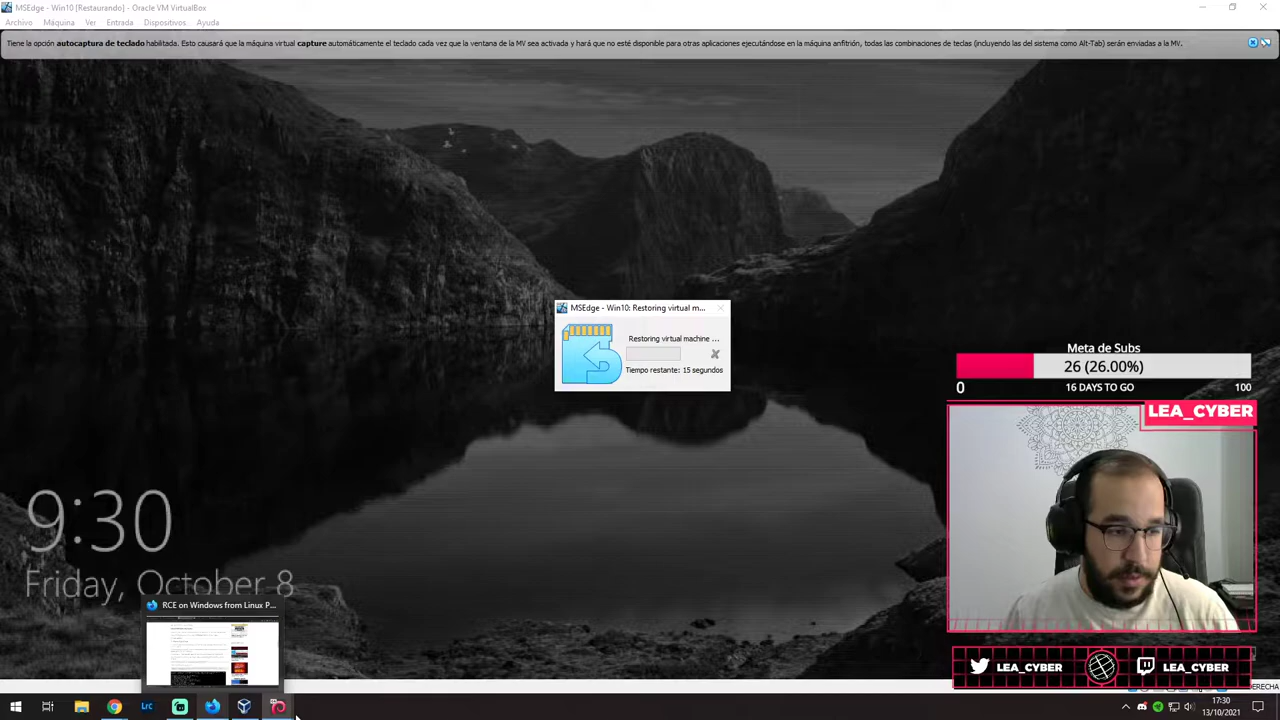 MSEdge - Win10 [Restaurando] - Oracle VM VirtualBox
Archivo Máquina Ver Entrada Dispositivos Ayuda
Tiene la opción autocaptura de teclado habilitada. Esto causará que la máquina virtual capture automáticamente el teclado cada vez que la ventana de la MV sea activada y hará que no esté disponible para otras aplicaciones ejecutándose en la máquina anfitrión, todas las combinaciones de teclas (incluyendo las del sistema como Alt-Tab) serán enviadas a la MV.
MSEdge - Win10: Restoring virtual m...
Restoring virtual machine ...
Tiempo restante: 15 segundos
Meta de Subs
26 (26.00%)
0 16 DAYS TO GO 100
LEA_CYBER
9:30
Friday, October 8
RCE on Windows from Linux P...
LEA_CYBER LEA_CYBER
DERECHA
LrC
17:30
13/10/2021